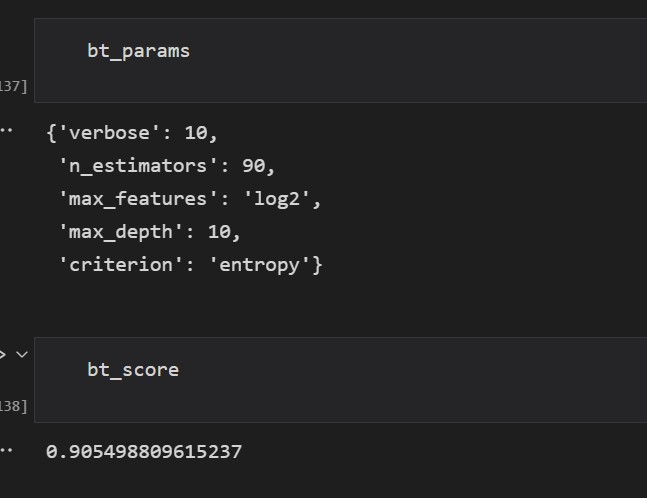 bt_params
137]
{'verbose': 10,
'n_estimators': 90,
'max_features': 'log2',
'max_depth': 10,
'criterion': 'entropy'}
bt_score
138]
0.905498809615237